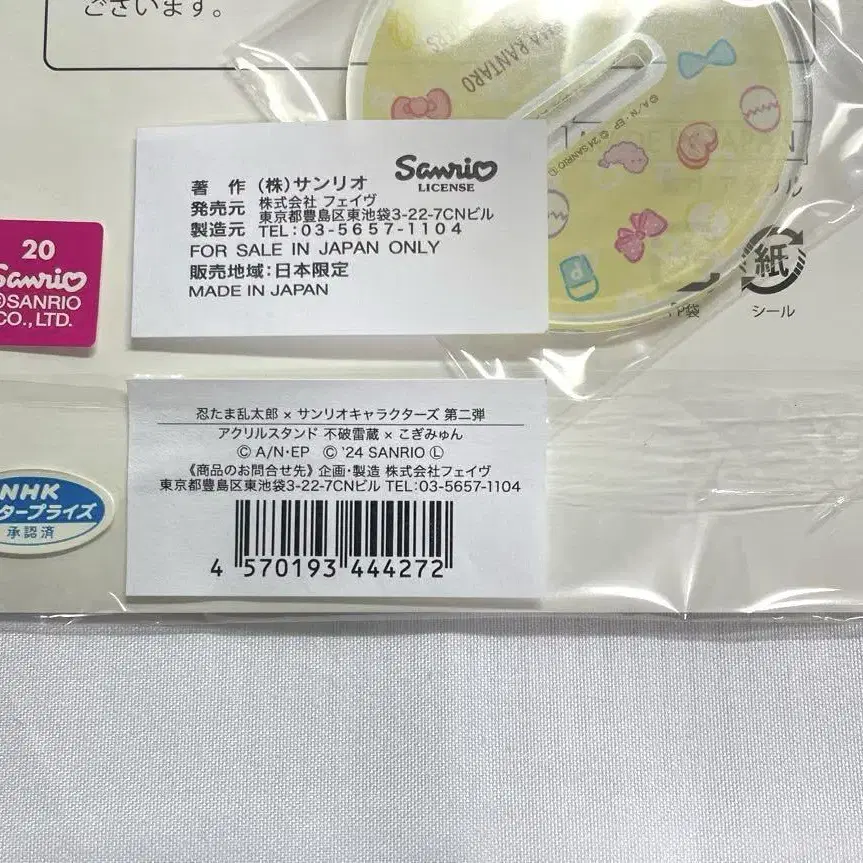 ございます。
RANTARO
©A/N・EP ©'24 SANRIO Ⓛ
Sanrio
LICENSE
著 作 (株)サンリオ
発売元 株式会社 フェイヴ
製造元 東京都豊島区東池袋3-22-7CNビル
TEL:03-5657-1104
FOR SALE IN JAPAN ONLY
販売地域:日本限定
MADE IN JAPAN
20
Sanrio
©SANRIO
CO.,LTD.
紙
シール
忍たま乱太郎 × サンリオキャラクターズ 第二弾
アクリルスタンド 不破雷蔵 × こぎみゅん
© A/N・EP © '24 SANRIO Ⓛ
《商品のお問合せ先》 企画・製造 株式会社フェイヴ
東京都豊島区東池袋3-22-7CNビル TEL:03-5657-1104
4 570193 444272
NHK
タープライズ
承認済